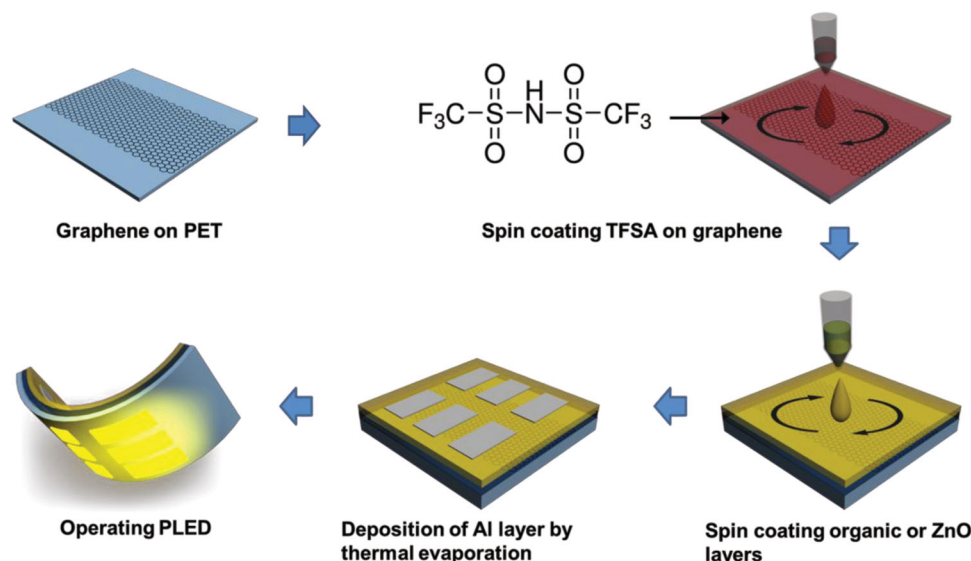 O O
H
F₃C S N S CF₃
O O
Graphene on PET
Spin coating TFSA on graphene
Operating PLED
Deposition of Al layer by
thermal evaporation
Spin coating organic or ZnO
layers